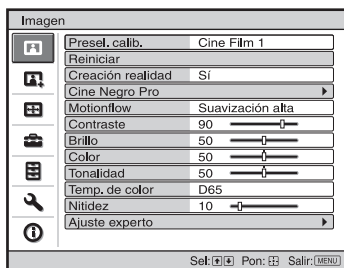 Imagen
Presel. calib. Cine Film 1
Reiniciar
Creación realidad Sí
Cine Negro Pro
Motionflow Suavización alta
Contraste 90
Brillo 50
Color 50
Tonalidad 50
Temp. de color D65
Nitidez 10
Ajuste experto
Sel: Pon: Salir: MENU